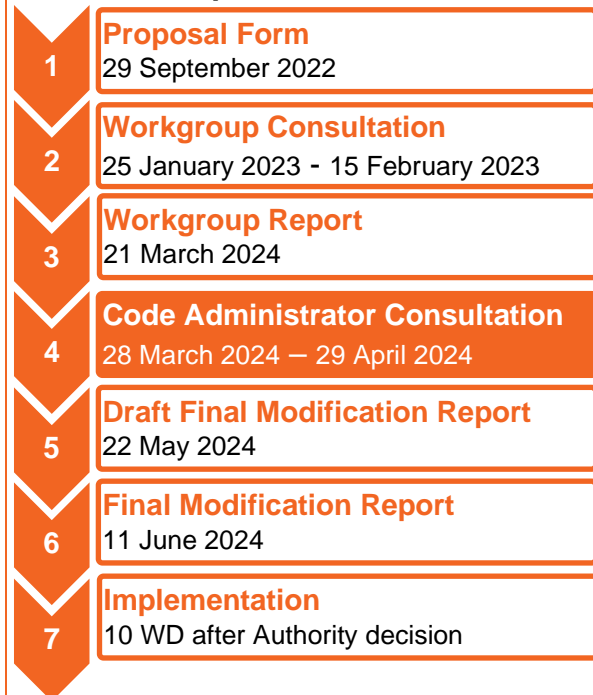 1
Proposal Form
29 September 2022
2
Workgroup Consultation
25 January 2023 - 15 February 2023
3
Workgroup Report
21 March 2024
4
Code Administrator Consultation
28 March 2024 – 29 April 2024
5
Draft Final Modification Report
22 May 2024
6
Final Modification Report
11 June 2024
7
Implementation
10 WD after Authority decision